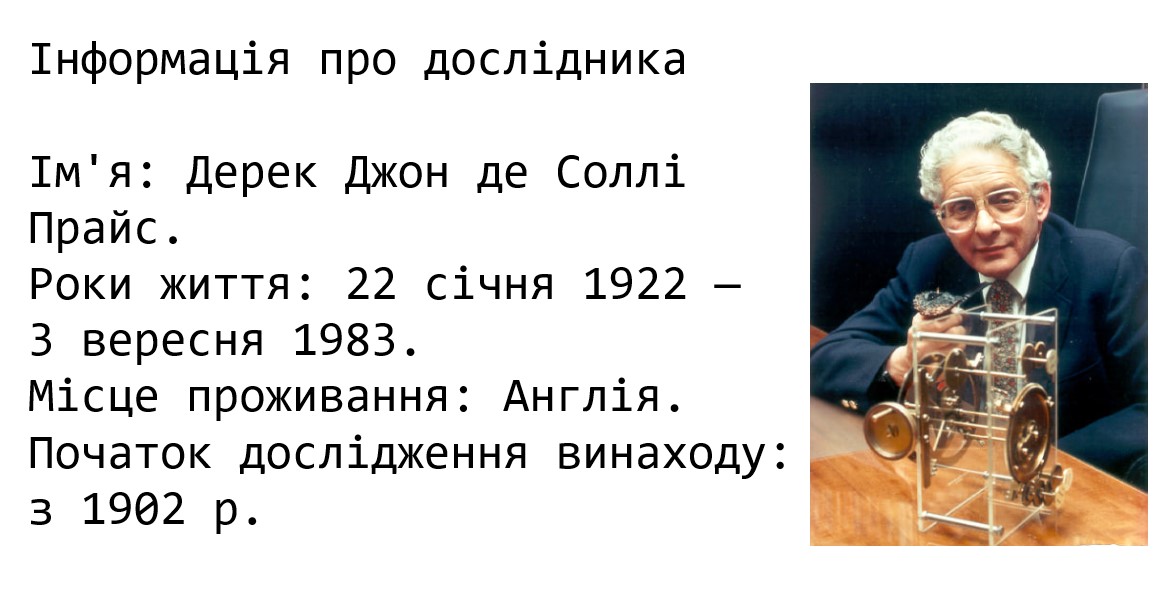 Інформація про дослідника
Ім'я: Дерек Джон де Соллі
Прайс.
Роки життя: 22 січня 1922 —
3 вересня 1983.
Місце проживання: Англія.
Початок дослідження винаходу:
з 1902 р.